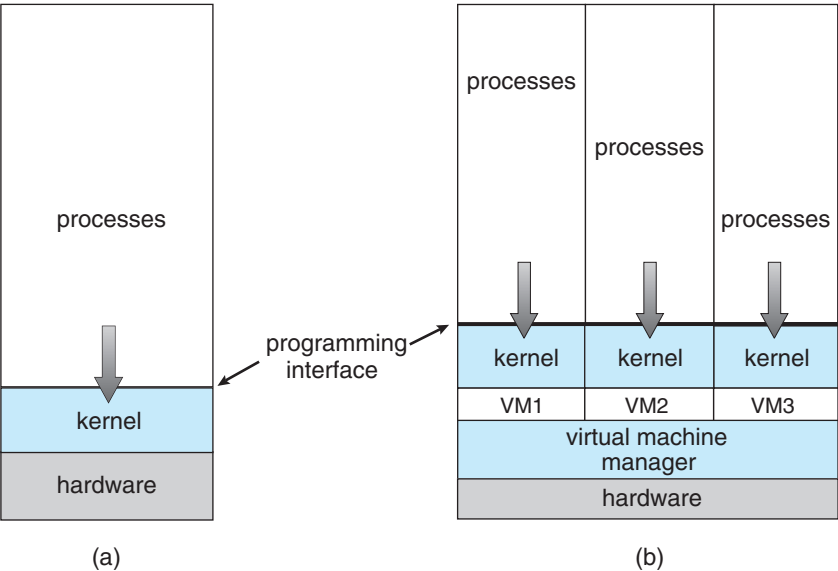 processes
kernel
hardware
(a)
programming
interface
processes
processes
processes
kernel
kernel
kernel
VM1
VM2
VM3
virtual machine
manager
hardware
(b)